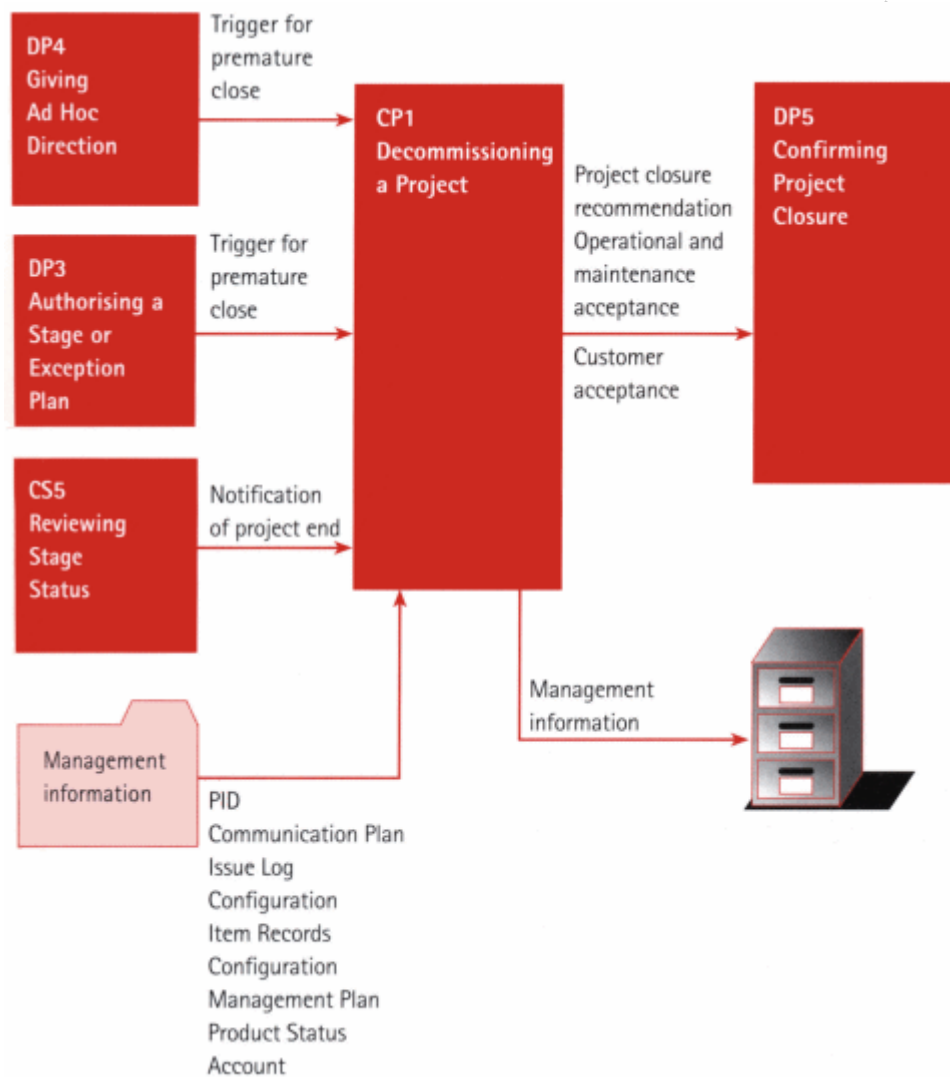 DP4
Giving
Ad Hoc
Direction
Trigger for
premature
close
CP1
Decommissioning
a Project
DP5
Confirming
Project
Closure
Project closure
recommendation
Operational and
maintenance
acceptance
Customer
acceptance
DP3
Authorising a
Stage or
Exception
Plan
Trigger for
premature
close
CS5
Reviewing
Stage
Status
Notification
of project end
Management
information
Management
information
PID
Communication Plan
Issue Log
Configuration
Item Records
Configuration
Management Plan
Product Status
Account